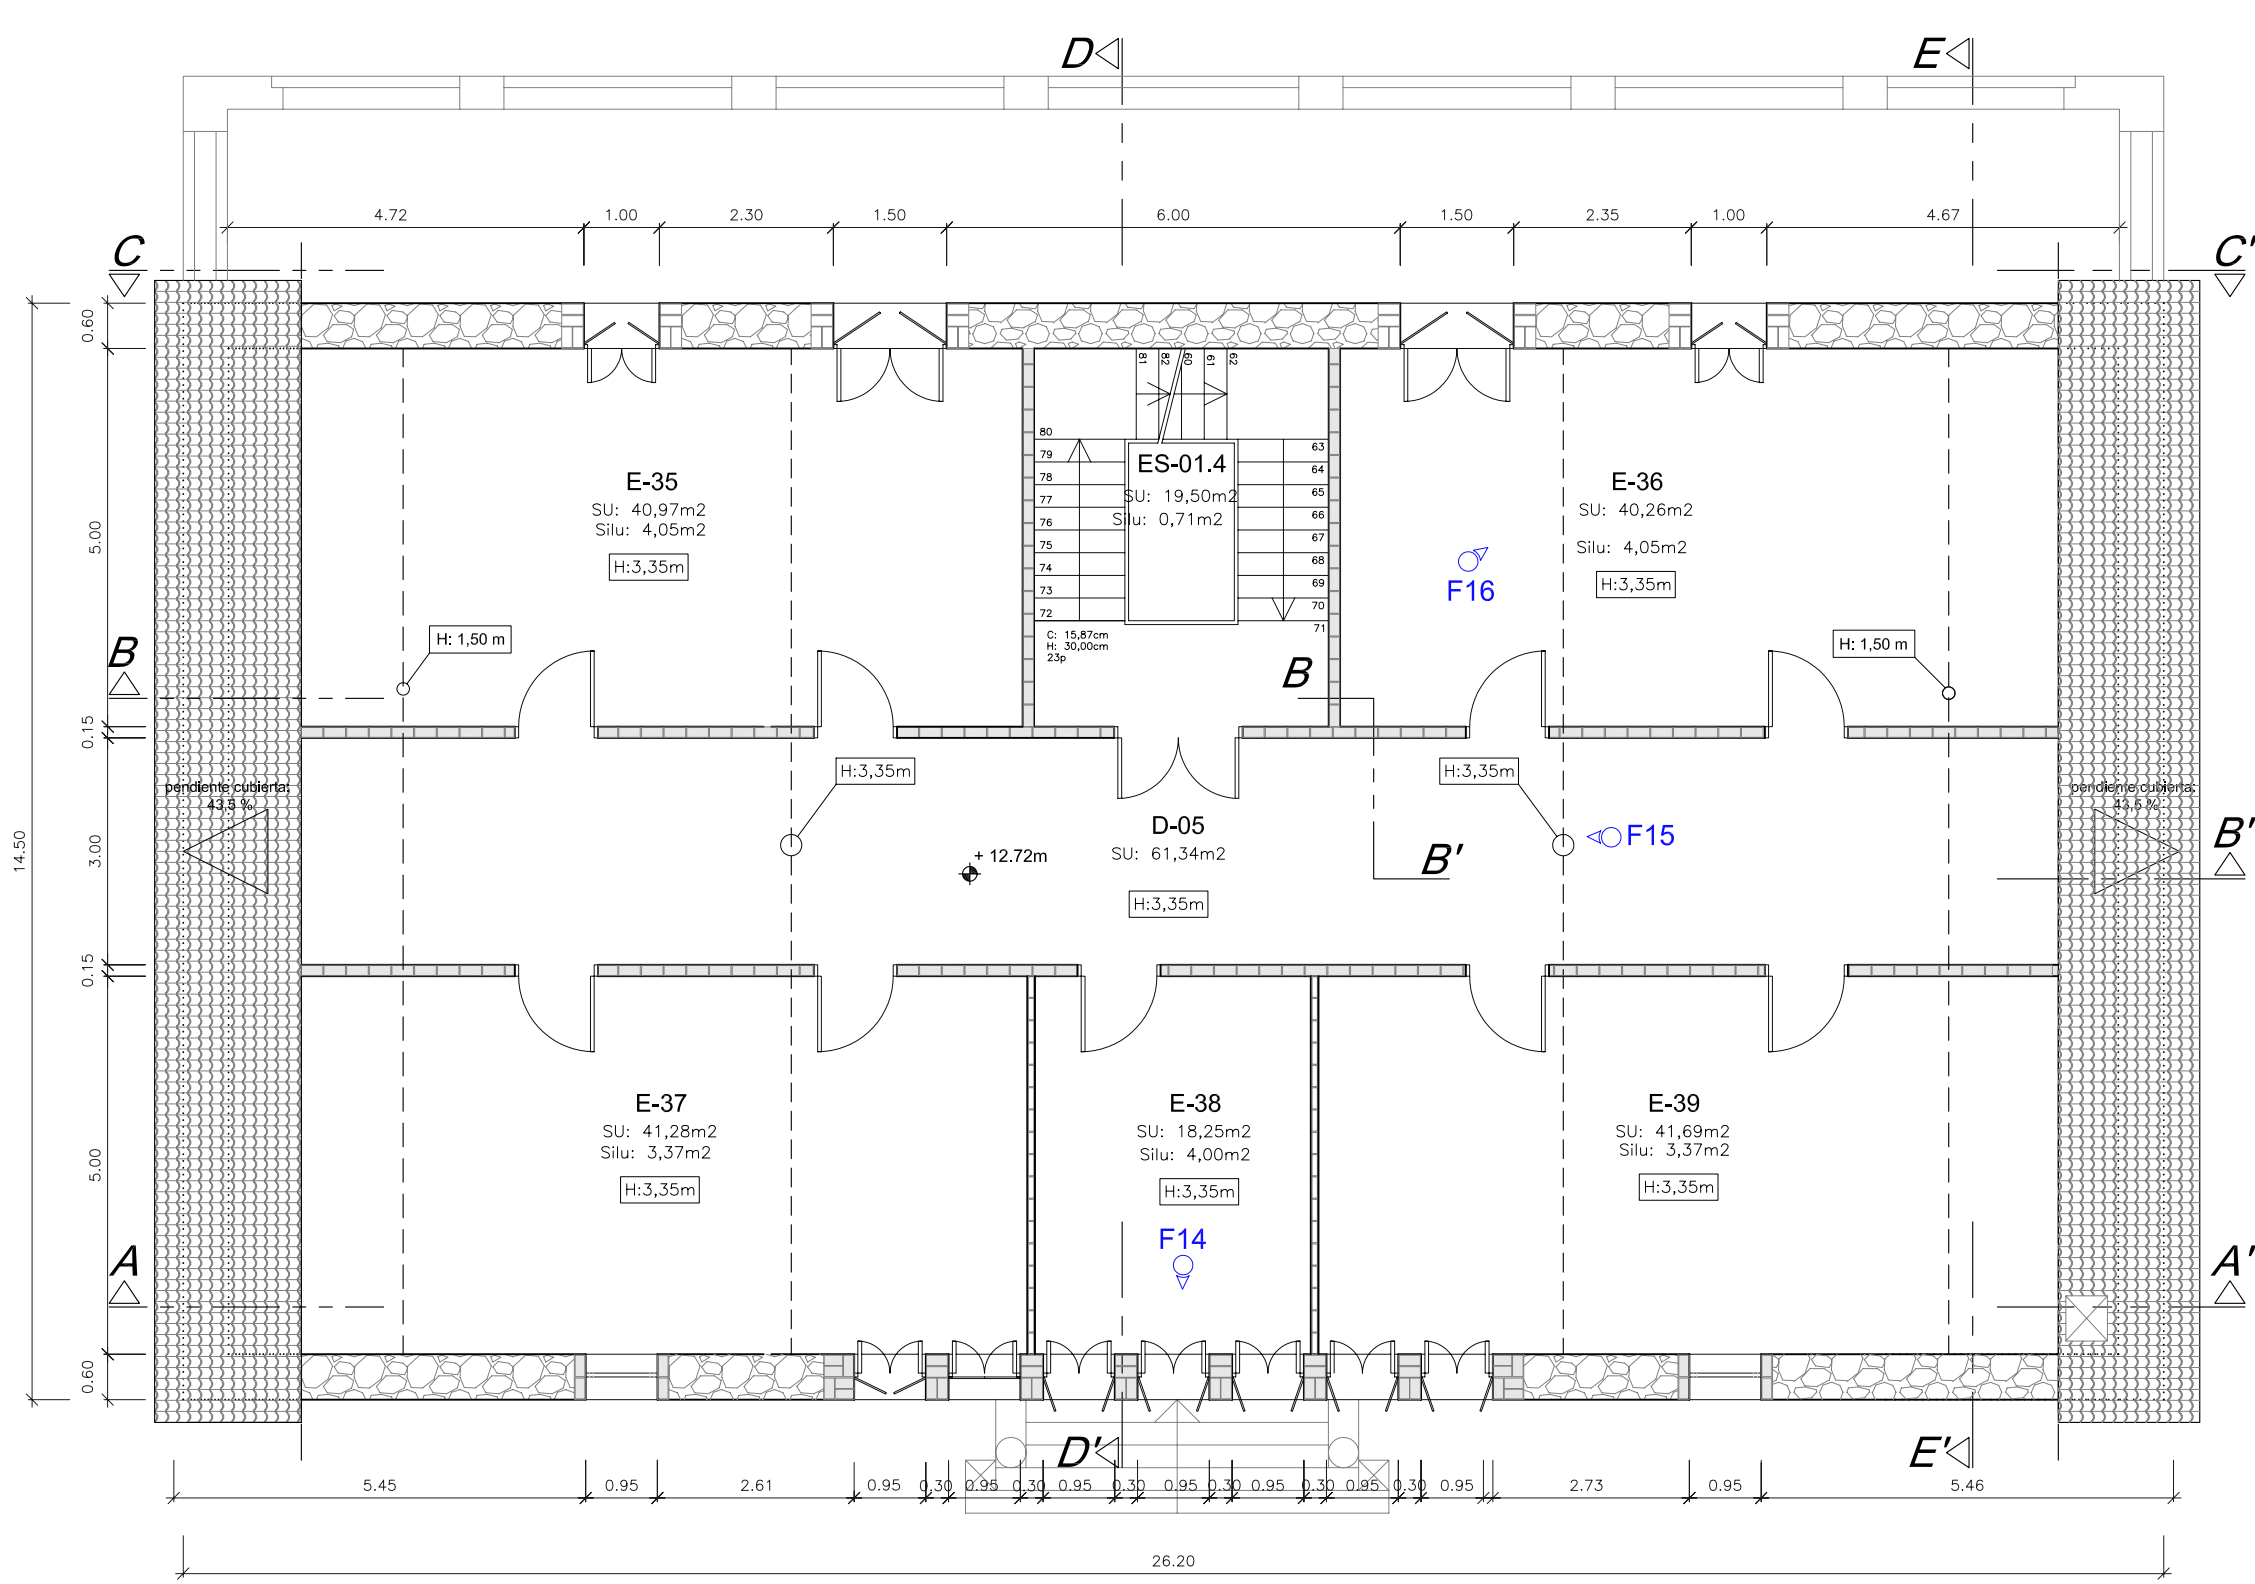 D
E
4.72
1.00
2.30
1.50
6.00
1.50
2.35
1.00
4.67
C
C'
0.60
81
82
60
61
62
80
79
78
77
76
75
74
73
72
63
64
65
66
67
68
69
70
71
E-35
SU: 40,97m2
Silu: 4,05m2
H:3,35m
ES-01.4
SU: 19,50m2
Silu: 0,71m2
E-36
SU: 40,26m2
Silu: 4,05m2
H:3,35m
5.00
F16
C: 15,87cm
H: 30,00cm
23p
H: 1,50 m
H: 1,50 m
B
B
0.15
H:3,35m
H:3,35m
pendiente cubierta:
43,5 %
pendiente cubierta:
43,5 %
D-05
SU: 61,34m2
H:3,35m
+ 12.72m
F15
B'
B'
14.50
3.00
0.15
E-37
SU: 41,28m2
Silu: 3,37m2
H:3,35m
E-38
SU: 18,25m2
Silu: 4,00m2
H:3,35m
E-39
SU: 41,69m2
Silu: 3,37m2
H:3,35m
5.00
F14
A
A'
0.60
D'
E'
5.45
0.95
2.61
0.95
0.30
0.95
0.30
0.95
0.30
0.95
0.30
0.95
0.30
0.95
0.30
0.95
2.73
0.95
5.46
26.20